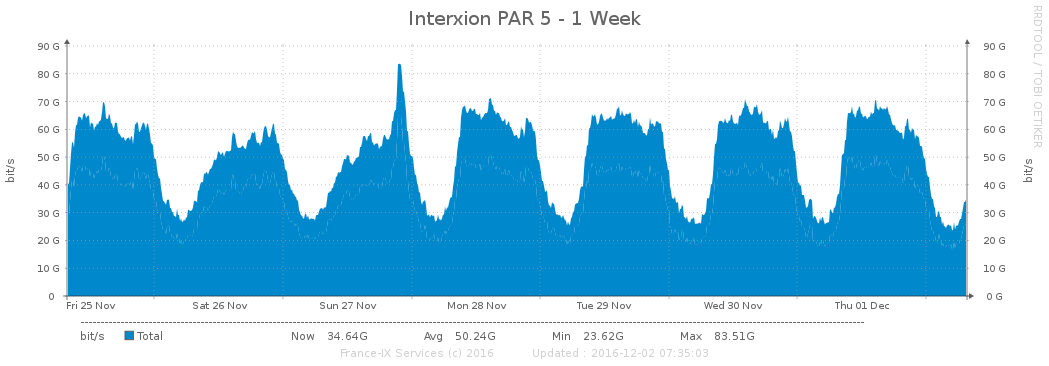 Interxion PAR 5 - 1 Week
RRDTOOL / TOBI OETIKER
90 G 90 G
80 G 80 G
70 G 70 G
60 G 60 G
50 G 50 G
40 G 40 G
30 G 30 G
20 G 20 G
10 G 10 G
0 0 G
bit/s
bit/s
Fri 25 Nov Sat 26 Nov Sun 27 Nov Mon 28 Nov Tue 29 Nov Wed 30 Nov Thu 01 Dec
bit/s Total Now 34.64G Avg 50.24G Min 23.62G Max 83.51G
France-IX Services (c) 2016 Updated : 2016-12-02 07:35:03